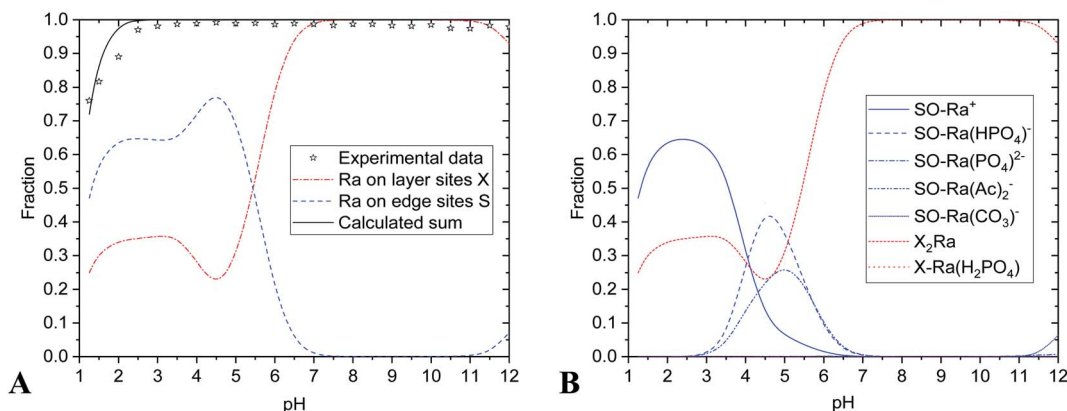 1.0
0.9
0.8
0.7
0.6
0.5
0.4
0.3
0.2
0.1
0.0
Fraction
Experimental data
Ra on layer sites X
Ra on edge sites S
Calculated sum
1 2 3 4 5 6 7 8 9 10 11 12
pH
A
1.0
0.9
0.8
0.7
0.6
0.5
0.4
0.3
0.2
0.1
0.0
Fraction
SO-Ra⁺
SO-Ra(HPO₄)⁻
SO-Ra(PO₄)²⁻
SO-Ra(Ac)₂⁻
SO-Ra(CO₃)⁻
X₂Ra
X-Ra(H₂PO₄)
1 2 3 4 5 6 7 8 9 10 11 12
pH
B